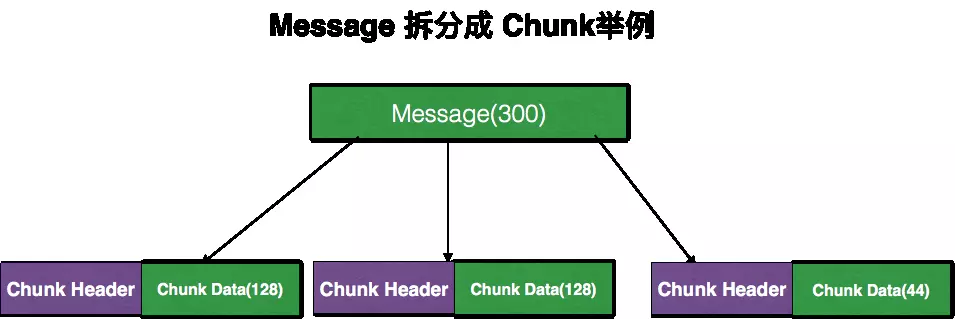 Message 拆分成 Chunk举例
Message(300)
Chunk Header Chunk Data(128) Chunk Header Chunk Data(128) Chunk Header Chunk Data(44)